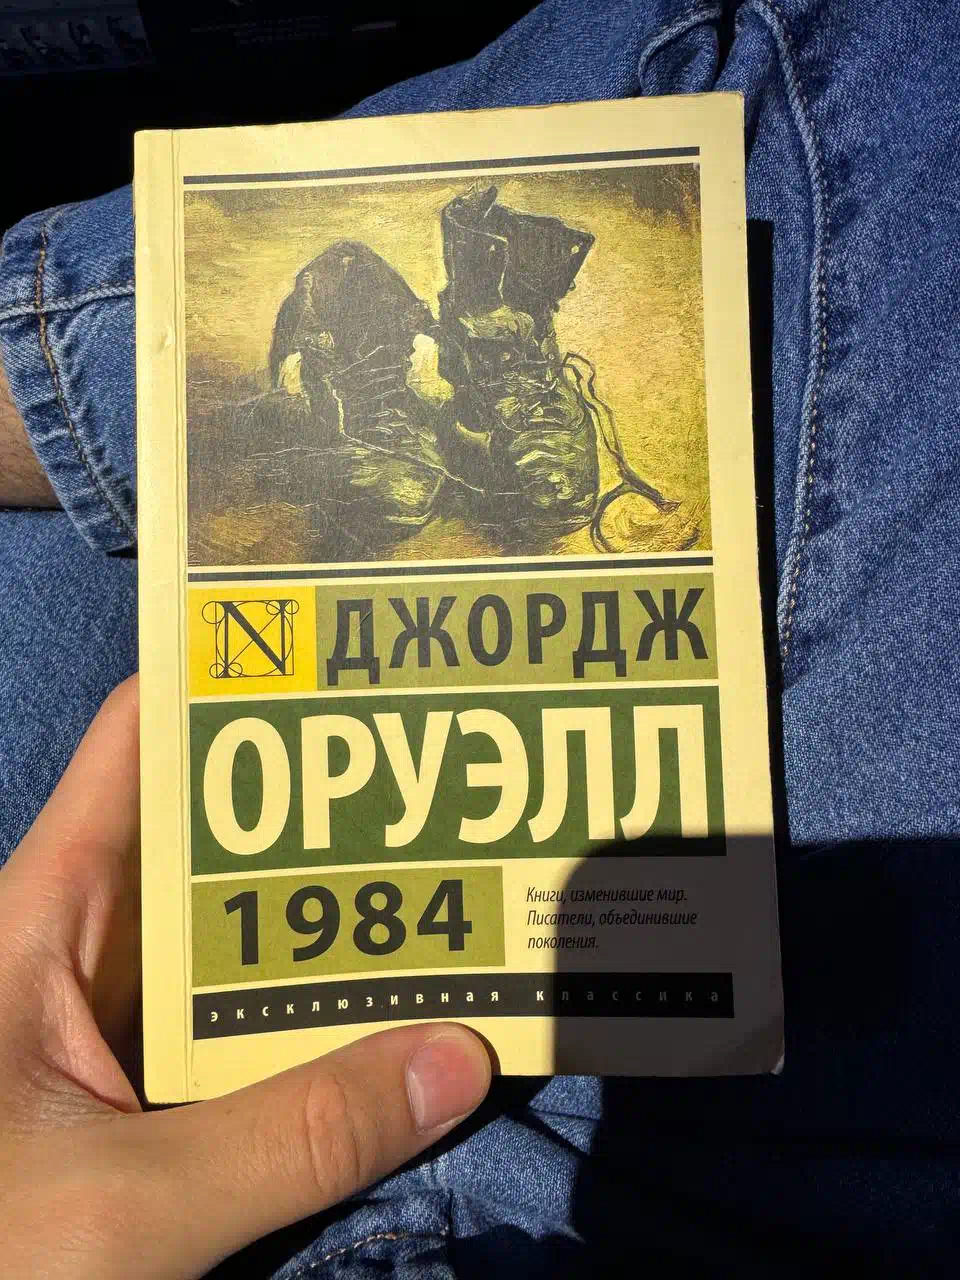 N ДЖОРДЖ
ОРУЭЛЛ
1984
Книги, изменившие мир.
Писатели, объединившие
поколения.
эксклюзивная классика